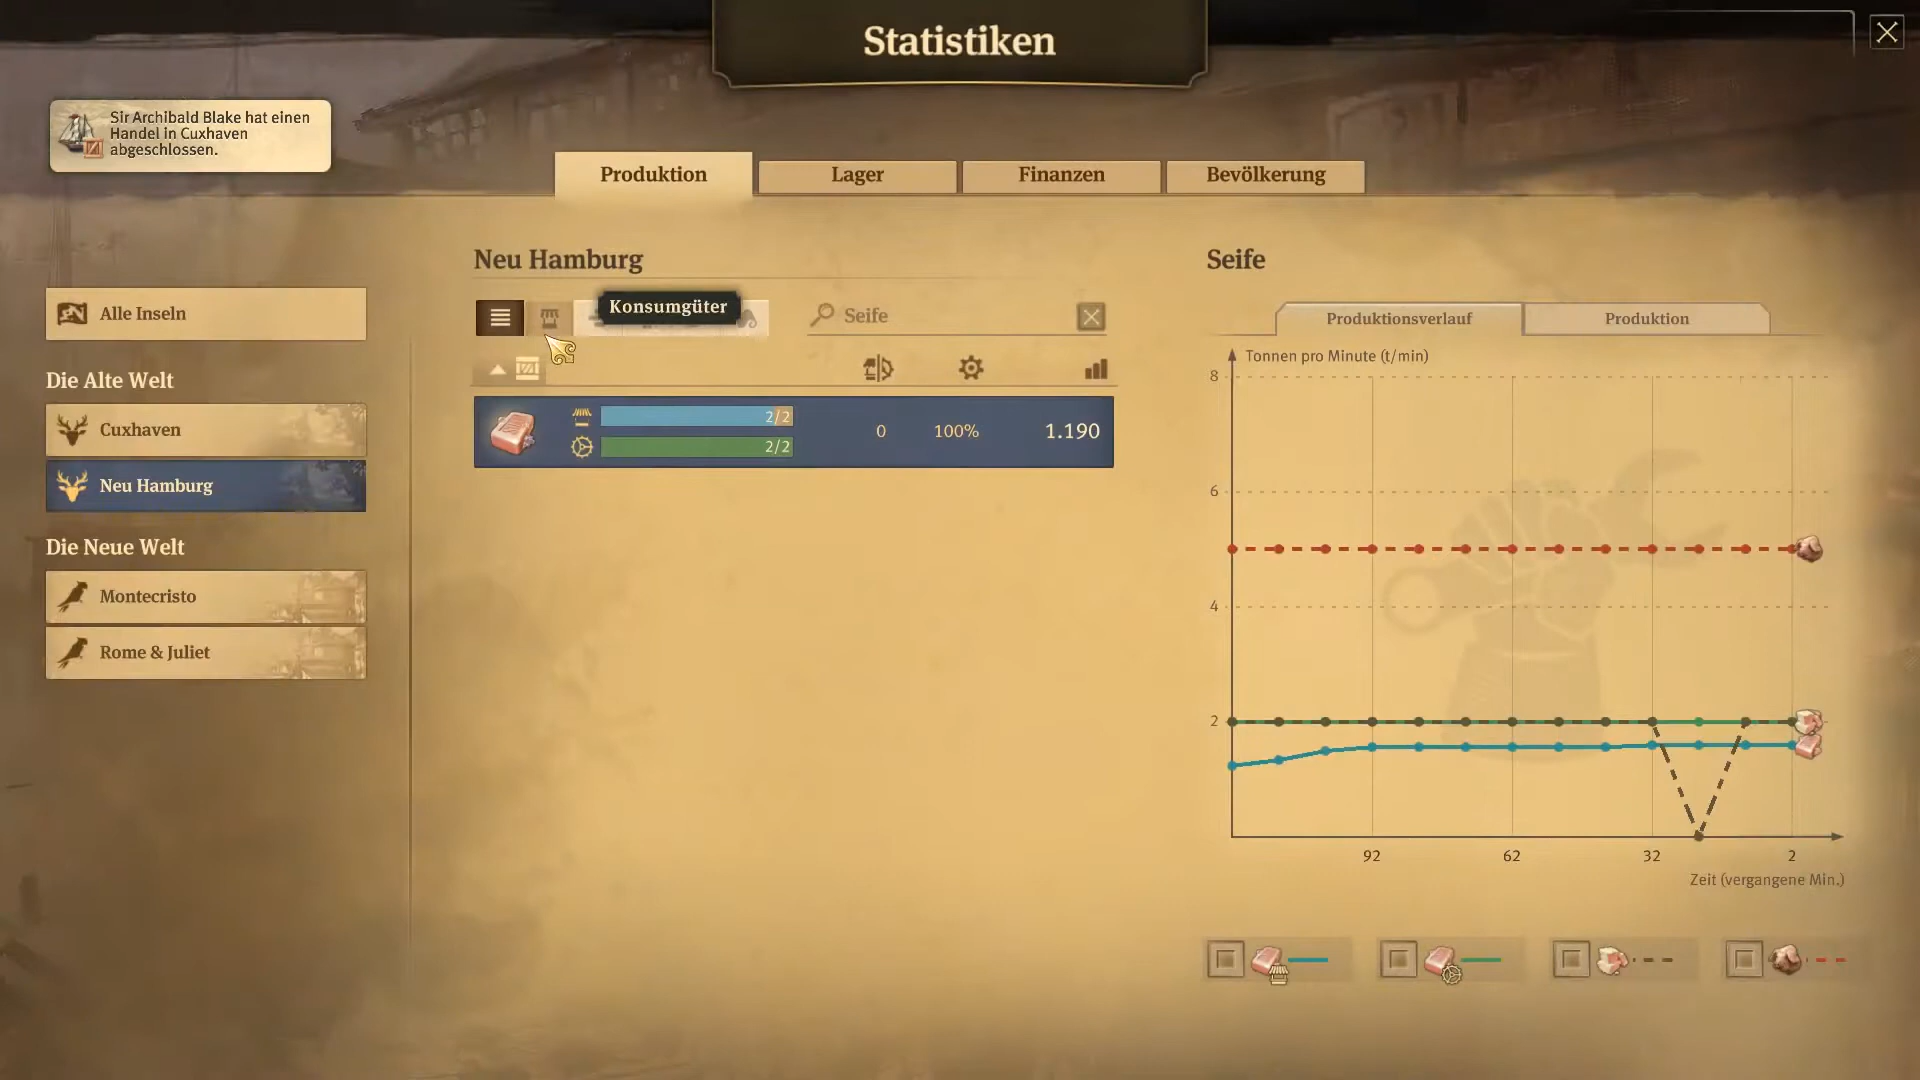 Statistiken
Sir Archibald Blake hat einen
Handel in Cuxhaven
abgeschlossen.
Produktion
Lager
Finanzen
Bevölkerung
Alle Inseln
Die Alte Welt
Cuxhaven
Neu Hamburg
Die Neue Welt
Montecristo
Rome & Juliet
Neu Hamburg
Konsumgüter
Seife
2/2
2/2
0
100%
1.190
Seife
Produktionsverlauf
Produktion
Tonnen pro Minute (t/min)
8
6
4
2
92
62
32
2
Zeit (vergangene Min.)